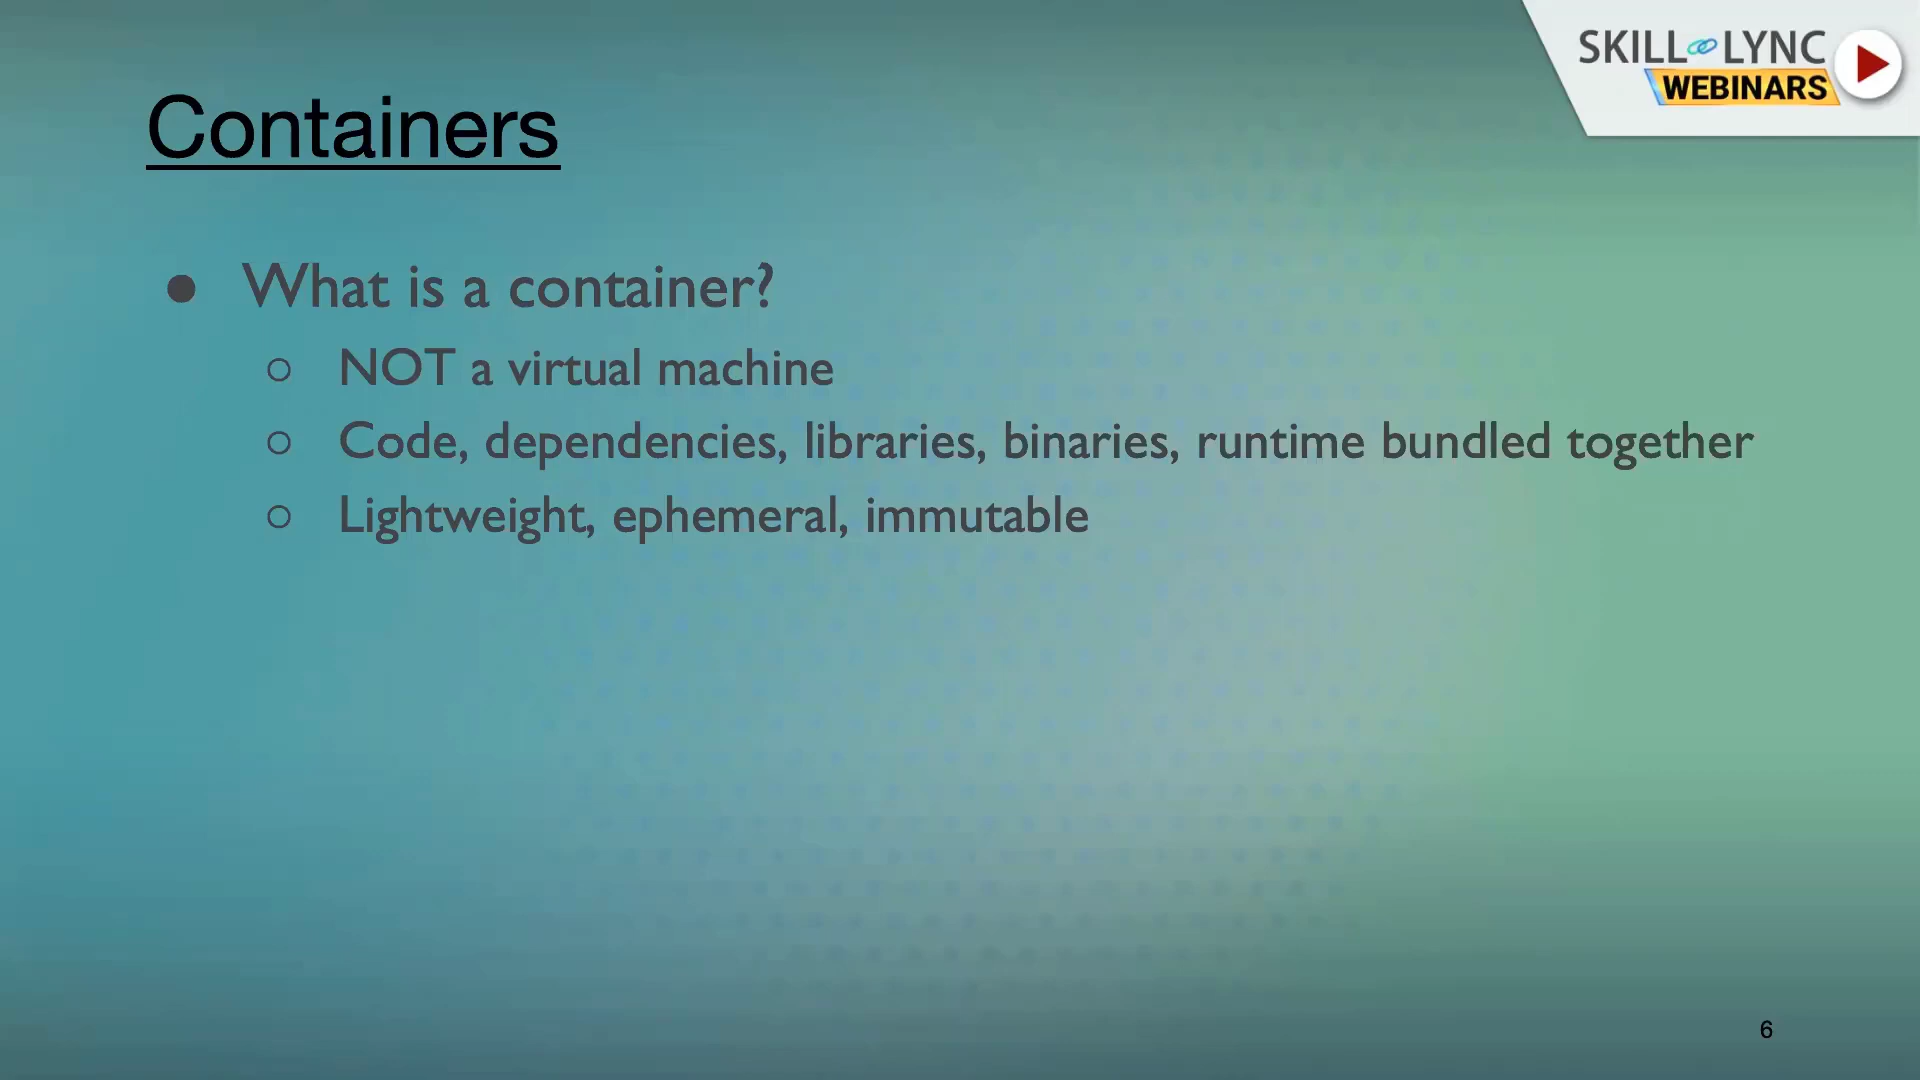 SKILL LYNC
WEBINARS
Containers
● What is a container?
○ NOT a virtual machine
○ Code, dependencies, libraries, binaries, runtime bundled together
○ Lightweight, ephemeral, immutable
6